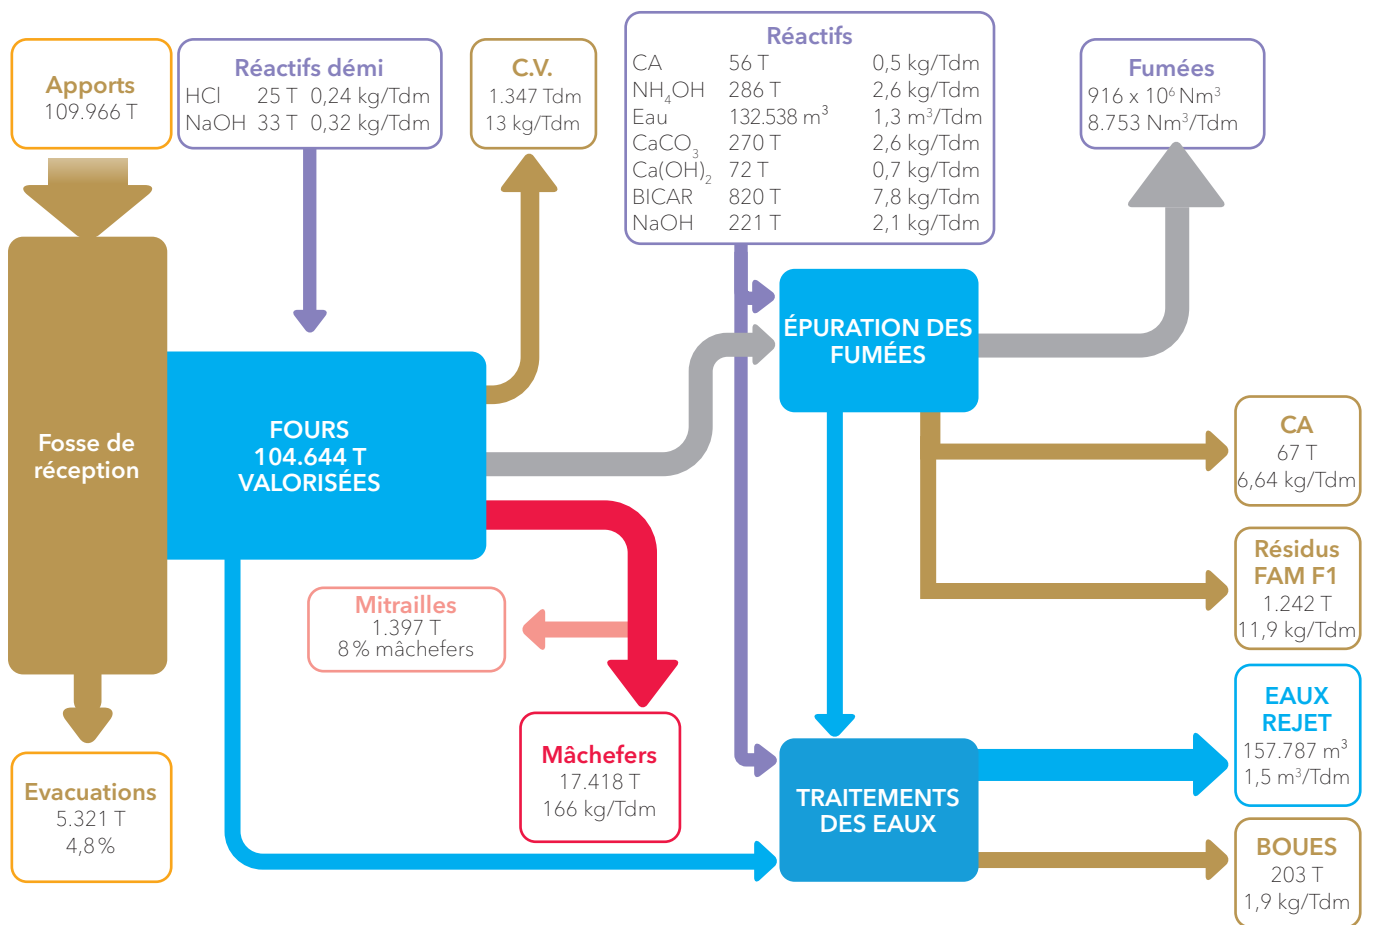 Apports
109.966 T
Réactifs démi
HCl 25 T 0,24 kg/Tdm
NaOH 33 T 0,32 kg/Tdm
C.V.
1.347 Tdm
13 kg/Tdm
Réactifs
CA 56 T 0,5 kg/Tdm
NH₄OH 286 T 2,6 kg/Tdm
Eau 132.538 m³ 1,3 m³/Tdm
CaCO₃ 270 T 2,6 kg/Tdm
Ca(OH)₂ 72 T 0,7 kg/Tdm
BICAR 820 T 7,8 kg/Tdm
NaOH 221 T 2,1 kg/Tdm
Fumées
916 x 10⁶ Nm³
8.753 Nm³/Tdm
Fosse de
réception
FOURS
104.644 T
VALORISÉES
ÉPURATION DES
FUMÉES
CA
67 T
6,64 kg/Tdm
Résidus
FAM F1
1.242 T
11,9 kg/Tdm
Mitrailles
1.397 T
8 % mâchefers
Mâchefers
17.418 T
166 kg/Tdm
EAUX
REJET
157.787 m³
1,5 m³/Tdm
Evacuations
5.321 T
4,8 %
TRAITEMENTS
DES EAUX
BOUES
203 T
1,9 kg/Tdm